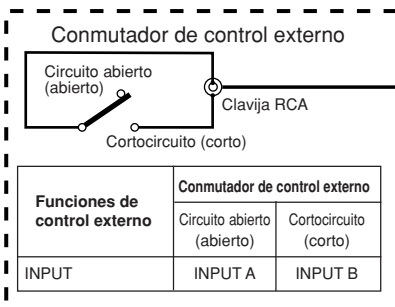 Conmutador de control externo
Circuito abierto
(abierto)
Clavija RCA
Cortocircuito (corto)
Funciones de
control externo
Conmutador de control externo
Circuito abierto
(abierto)
Cortocircuito
(corto)
INPUT
INPUT A
INPUT B